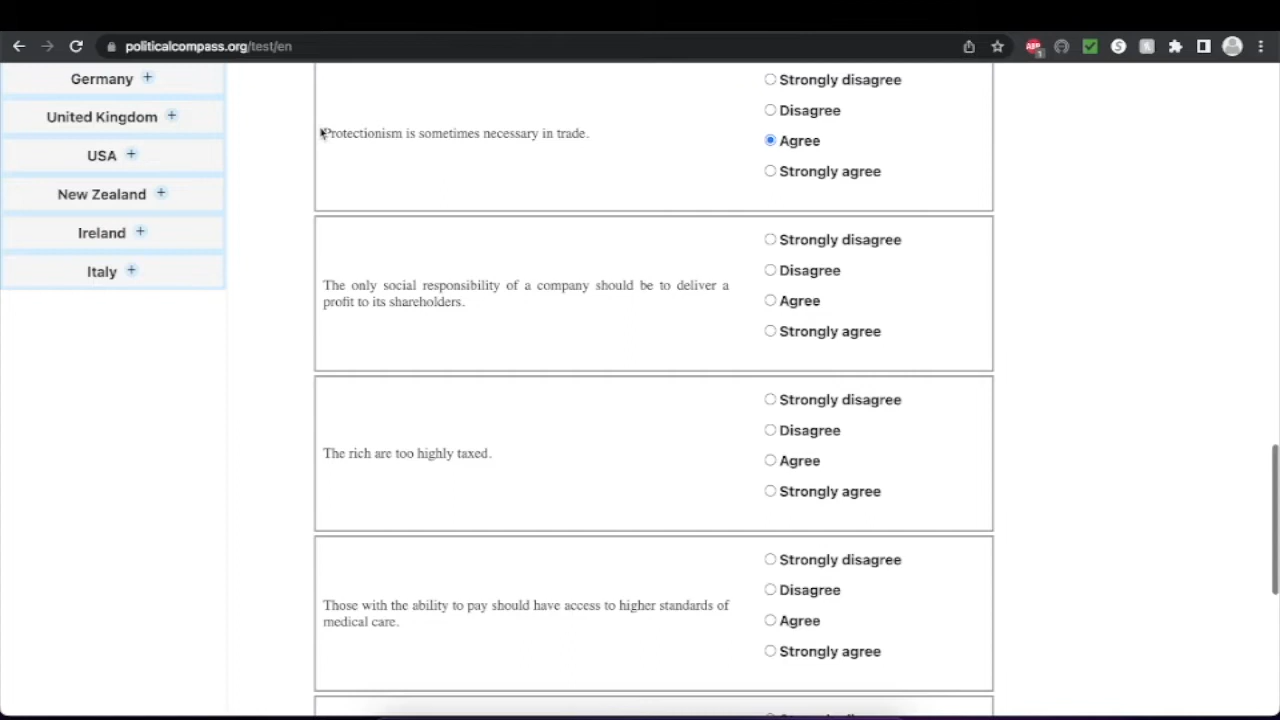 politicalcompass.org/test/en
1
Germany +
United Kingdom +
USA +
New Zealand +
Ireland +
Italy +
Strongly disagree
Disagree
Protectionism is sometimes necessary in trade.
Agree
Strongly agree
Strongly disagree
Disagree
The only social responsibility of a company should be to deliver a
profit to its shareholders.
Agree
Strongly agree
Strongly disagree
Disagree
The rich are too highly taxed.
Agree
Strongly agree
Strongly disagree
Disagree
Those with the ability to pay should have access to higher standards of
medical care.
Agree
Strongly agree